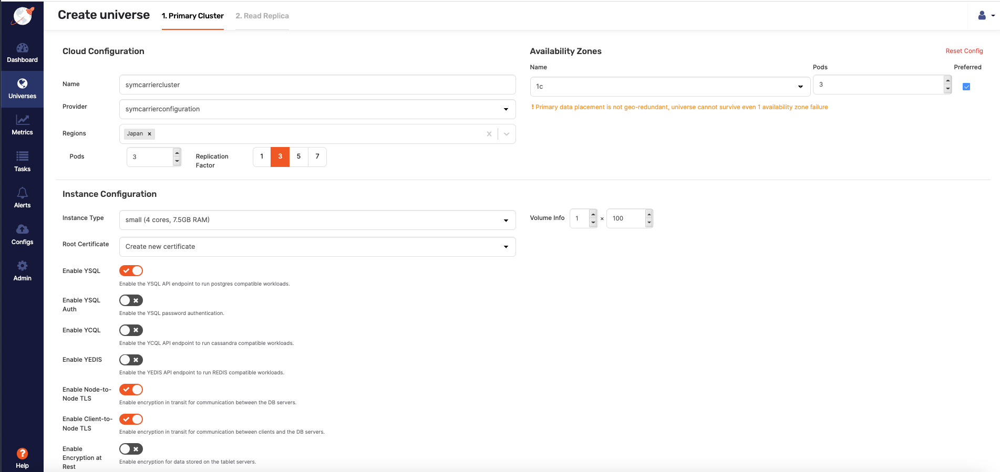 Create universe
1. Primary Cluster
2. Read Replica
Dashboard
Universes
Metrics
Tasks
Alerts
Configs
Admin
? Help
Cloud Configuration
Name
symcarriercluster
Provider
symcarrierconfiguration
Regions
Japan x
Pods
3
Replication
Factor
1 3 5 7
Availability Zones
Reset Config
Name Pods Preferred
1c 3
! Primary data placement is not geo-redundant, universe cannot survive even 1 availability zone failure
Instance Configuration
Instance Type
small (4 cores, 7.5GB RAM)
Volume Info 1 × 100
Root Certificate
Create new certificate
Enable YSQL
Enable the YSQL API endpoint to run postgres compatible workloads.
Enable YSQL
Auth
Enable the YSQL password authentication.
Enable YCQL
Enable the YCQL API endpoint to run cassandra compatible workloads.
Enable YEDIS
Enable the YEDIS API endpoint to run REDIS compatible workloads.
Enable Node-to-
Node TLS
Enable encryption in transit for communication between the DB servers.
Enable Client-to-
Node TLS
Enable encryption in transit for communication between clients and the DB servers.
Enable
Encryption at
Rest
Enable encryption for data stored on the tablet servers.